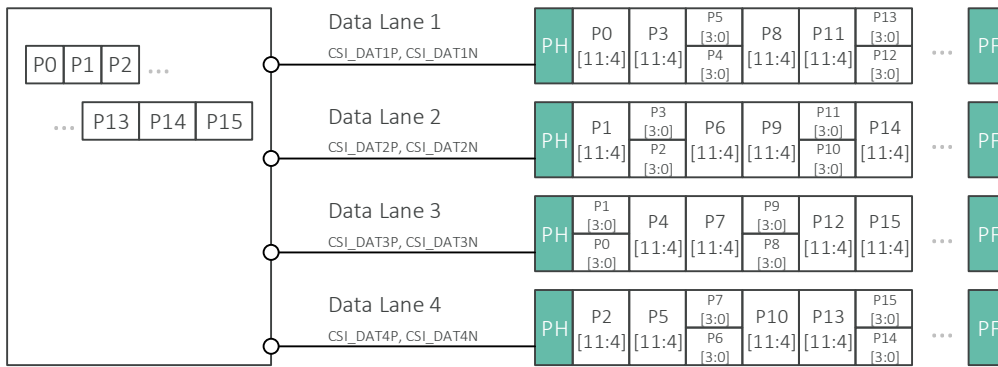 P0 P1 P2 ...
... P13 P14 P15
Data Lane 1
CSI_DAT1P, CSI_DAT1N
PH P0 [11:4] P3 [11:4] P5 [3:0] P4 [3:0] P8 [11:4] P11 [11:4] P13 [3:0] P12 [3:0] ... PF
Data Lane 2
CSI_DAT2P, CSI_DAT2N
PH P1 [11:4] P3 [3:0] P2 [3:0] P6 [11:4] P9 [11:4] P11 [3:0] P10 [3:0] P14 [11:4] ... PF
Data Lane 3
CSI_DAT3P, CSI_DAT3N
PH P1 [3:0] P0 [3:0] P4 [11:4] P7 [11:4] P9 [3:0] P8 [3:0] P12 [11:4] P15 [11:4] ... PF
Data Lane 4
CSI_DAT4P, CSI_DAT4N
PH P2 [11:4] P5 [11:4] P7 [3:0] P6 [3:0] P10 [11:4] P13 [11:4] P15 [3:0] P14 [3:0] ... PF